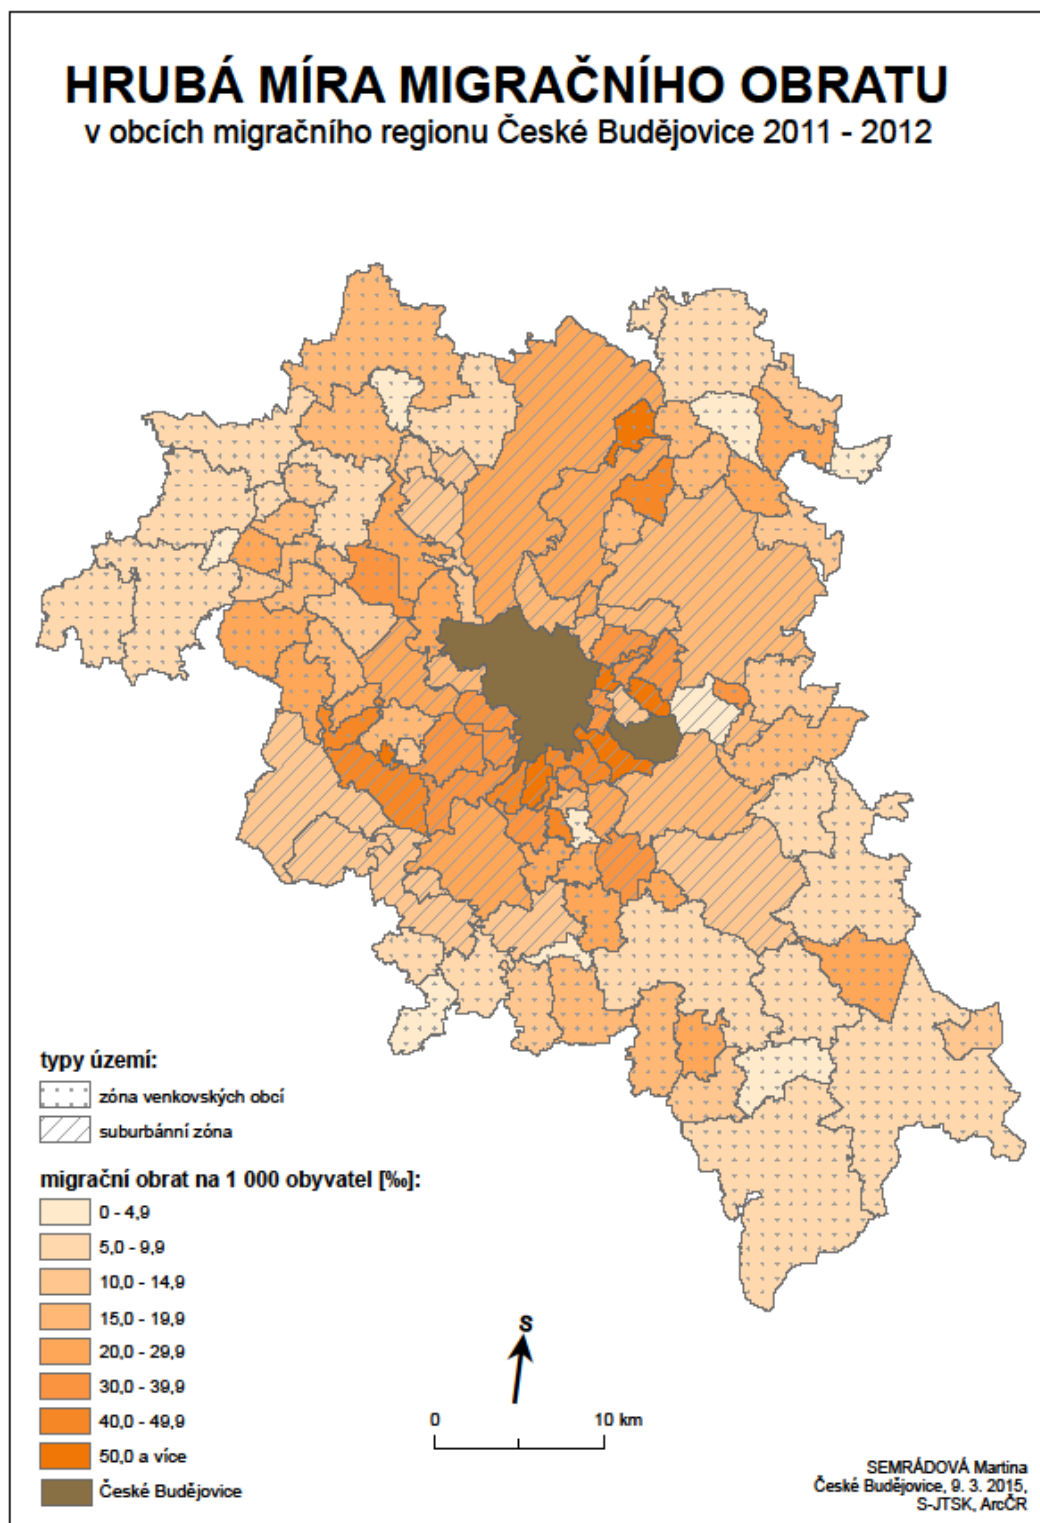 HRUBÁ MÍRA MIGRAČNÍHO OBRATU
v obcích migračního regionu České Budějovice 2011 - 2012
typy území:
zóna venkovských obcí
suburbánní zóna
migrační obrat na 1 000 obyvatel [‰]:
0 - 4,9
5,0 - 9,9
10,0 - 14,9
15,0 - 19,9
20,0 - 29,9
30,0 - 39,9
40,0 - 49,9
50,0 a více
České Budějovice
S
0 10 km
SEMRÁDOVÁ Martina
České Budějovice, 9. 3. 2015,
S-JTSK, ArcČR